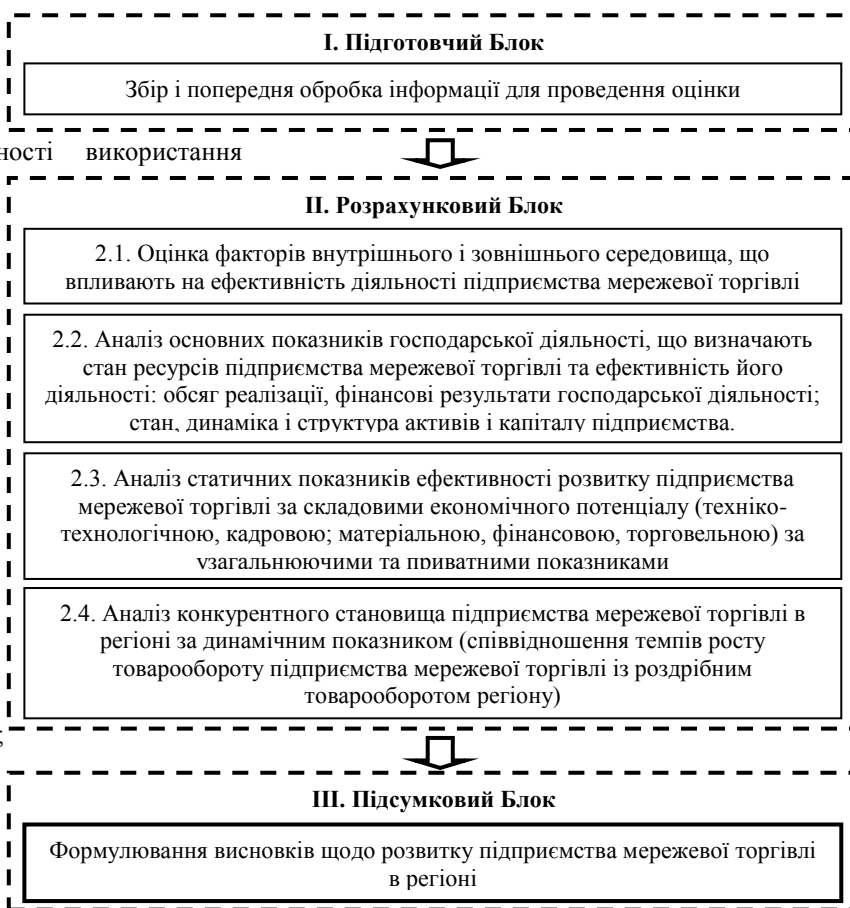 І. Підготовчий Блок
Збір і попередня обробка інформації для проведення оцінки
ності використання
ІІ. Розрахунковий Блок
2.1. Оцінка факторів внутрішнього і зовнішнього середовища, що
впливають на ефективність діяльності підприємства мережевої торгівлі
2.2. Аналіз основних показників господарської діяльності, що визначають
стан ресурсів підприємства мережевої торгівлі та ефективність його
діяльності: обсяг реалізації, фінансові результати господарської діяльності;
стан, динаміка і структура активів і капіталу підприємства.
2.3. Аналіз статичних показників ефективності розвитку підприємства
мережевої торгівлі за складовими економічного потенціалу (техніко-
технологічною, кадровою; матеріальною, фінансовою, торговельною) за
узагальнюючими та приватними показниками
2.4. Аналіз конкурентного становища підприємства мережевої торгівлі в
регіоні за динамічним показником (співвідношення темпів росту
товарообороту підприємства мережевої торгівлі із роздрібним
товарооборотом регіону)
;
ІІІ. Підсумковий Блок
Формулювання висновків щодо розвитку підприємства мережевої торгівлі
в регіоні